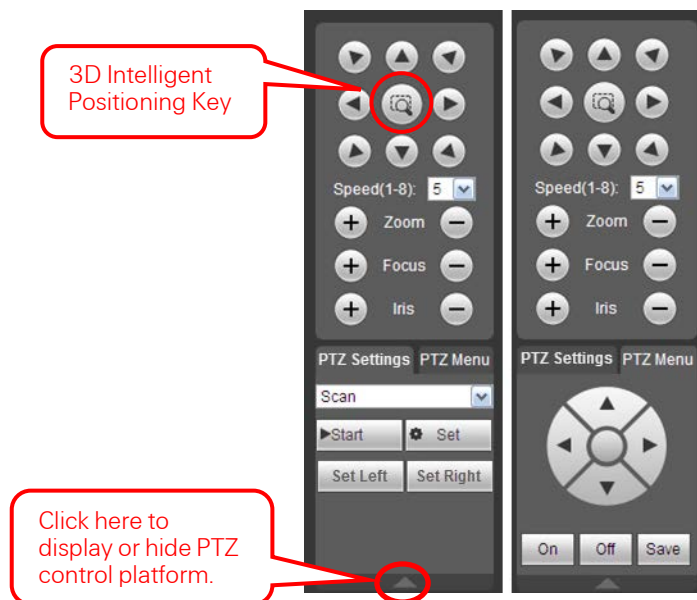 3D Intelligent
Positioning Key
Speed(1-8): 5
Zoom
Focus
Iris
PTZ Settings PTZ Menu
Scan
Start Set
Set Left Set Right
Click here to
display or hide PTZ
control platform.
Speed(1-8): 5
Zoom
Focus
Iris
PTZ Settings PTZ Menu
On Off Save